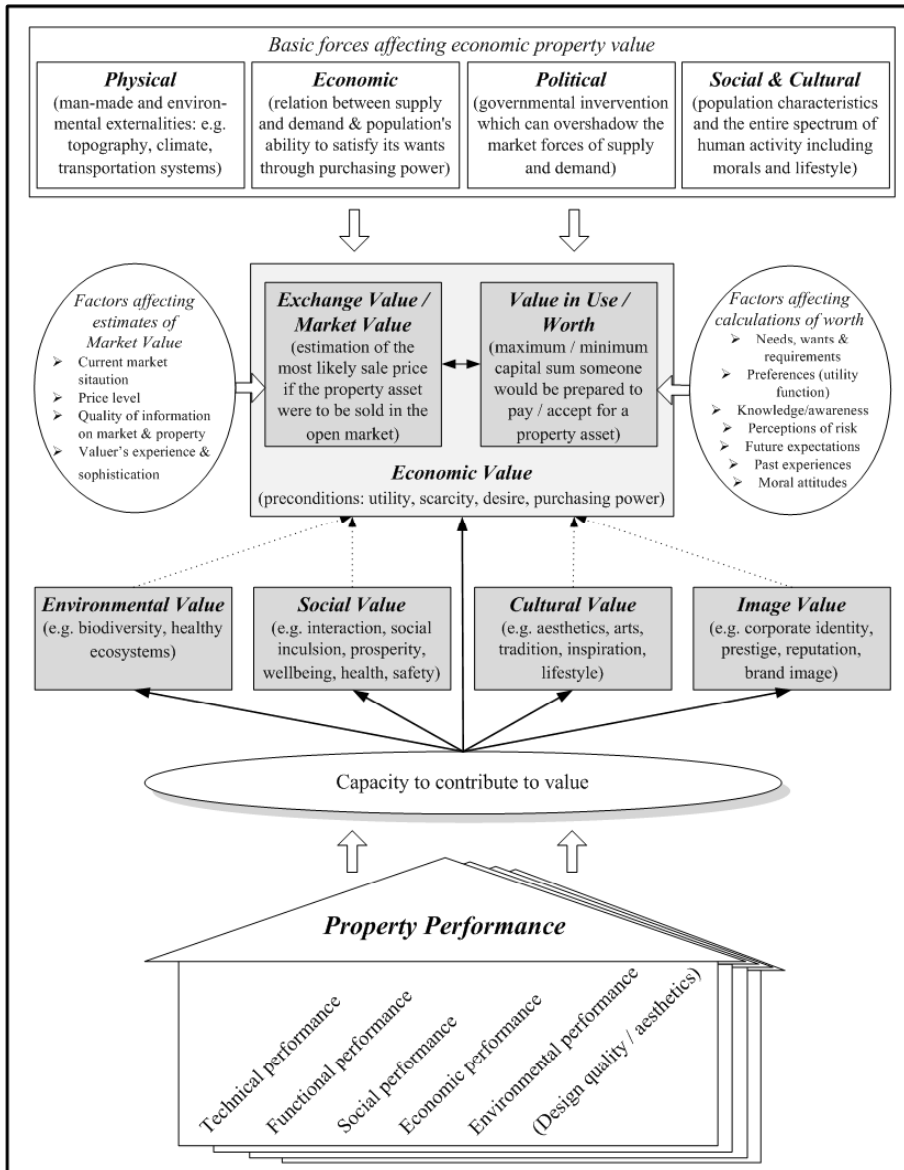 Basic forces affecting economic property value
Physical
(man-made and environ-
mental externalities: e.g.
topography, climate,
transportation systems)
Economic
(relation between supply
and demand & population's
ability to satisfy its wants
through purchasing power)
Political
(governmental invervention
which can overshadow the
market forces of supply
and demand)
Social & Cultural
(population characteristics
and the entire spectrum of
human activity including
morals and lifestyle)
Factors affecting
estimates of
Market Value
➢ Current market
sitaution
➢ Price level
➢ Quality of information
on market & property
➢ Valuer's experience &
sophistication
Exchange Value /
Market Value
(estimation of the
most likely sale price
if the property asset
were to be sold in the
open market)
Value in Use /
Worth
(maximum / minimum
capital sum someone
would be prepared to
pay / accept for a
property asset)
Economic Value
(preconditions: utility, scarcity, desire, purchasing power)
Factors affecting
calculations of worth
➢ Needs, wants &
requirements
➢ Preferences (utility
function)
➢ Knowledge/awareness
➢ Perceptions of risk
➢ Future expectations
➢ Past experiences
➢ Moral attitudes
Environmental Value
(e.g. biodiversity, healthy
ecosystems)
Social Value
(e.g. interaction, social
inculsion, prosperity,
wellbeing, health, safety)
Cultural Value
(e.g. aesthetics, arts,
tradition, inspiration,
lifestyle)
Image Value
(e.g. corporate identity,
prestige, reputation,
brand image)
Capacity to contribute to value
Property Performance
Technical performance
Functional performance
Social performance
Economic performance
Environmental performance
(Design quality / aesthetics)